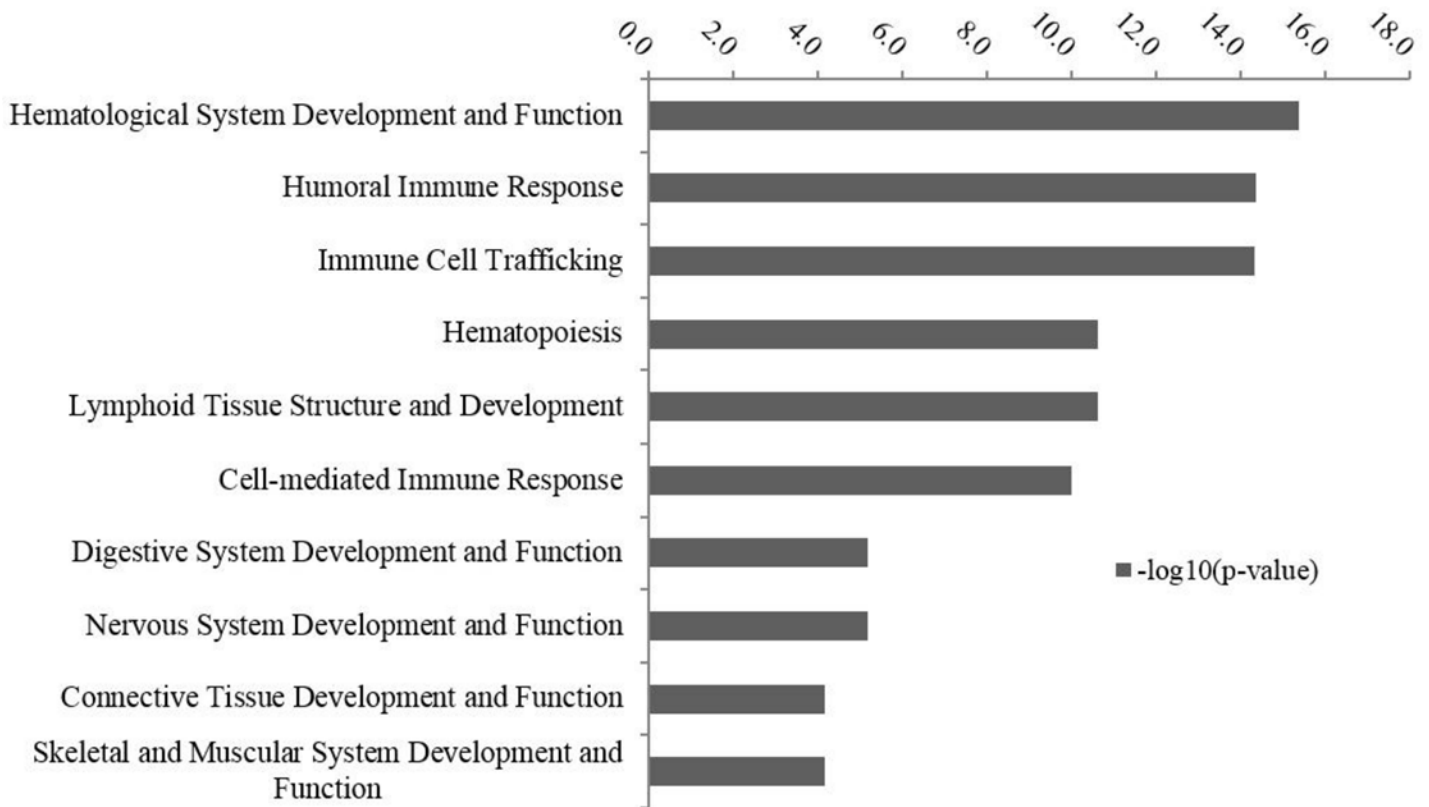 0.0 2.0 4.0 6.0 8.0 10.0 12.0 14.0 16.0 18.0
Hematological System Development and Function
Humoral Immune Response
Immune Cell Trafficking
Hematopoiesis
Lymphoid Tissue Structure and Development
Cell-mediated Immune Response
Digestive System Development and Function
-log10(p-value)
Nervous System Development and Function
Connective Tissue Development and Function
Skeletal and Muscular System Development and
Function